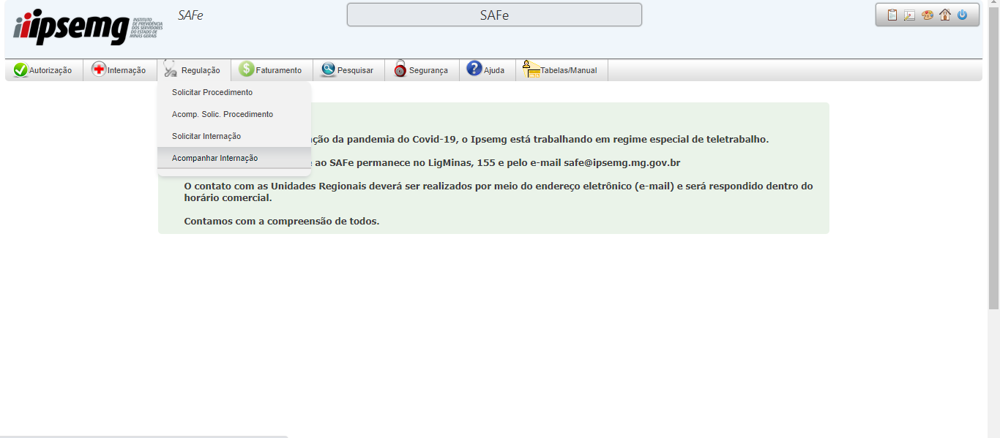 iiipsemg
INSTITUTO
DE PREVIDÊNCIA
DOS SERVIDORES
DO ESTADO DE
MINAS GERAIS
SAFe
SAFe
Autorização Internação Regulação Faturamento Pesquisar Segurança Ajuda Tabelas/Manual
Solicitar Procedimento
Acomp. Solic. Procedimento
Solicitar Internação
Acompanhar Internação
ção da pandemia do Covid-19, o Ipsemg está trabalhando em regime especial de teletrabalho.
ao SAFe permanece no LigMinas, 155 e pelo e-mail safe@ipsemg.mg.gov.br
O contato com as Unidades Regionais deverá ser realizados por meio do endereço eletrônico (e-mail) e será respondido dentro do
horário comercial.
Contamos com a compreensão de todos.